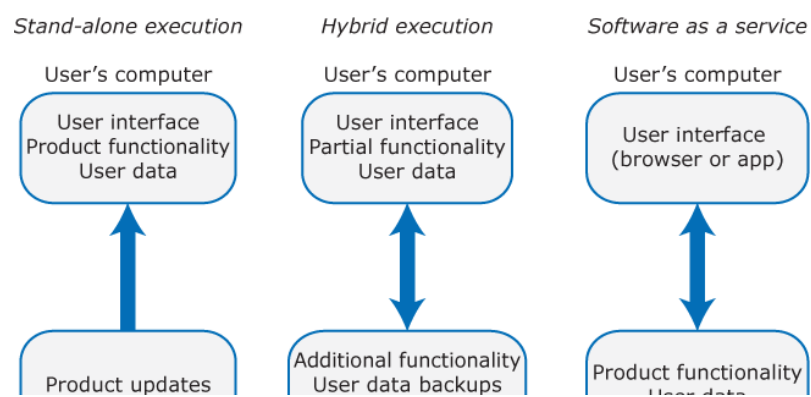 Stand-alone execution
Hybrid execution
Software as a service
User's computer
User's computer
User's computer
User interface
Product functionality
User data
User interface
Partial functionality
User data
User interface
(browser or app)
Product updates
Additional functionality
User data backups
Product functionality
User data